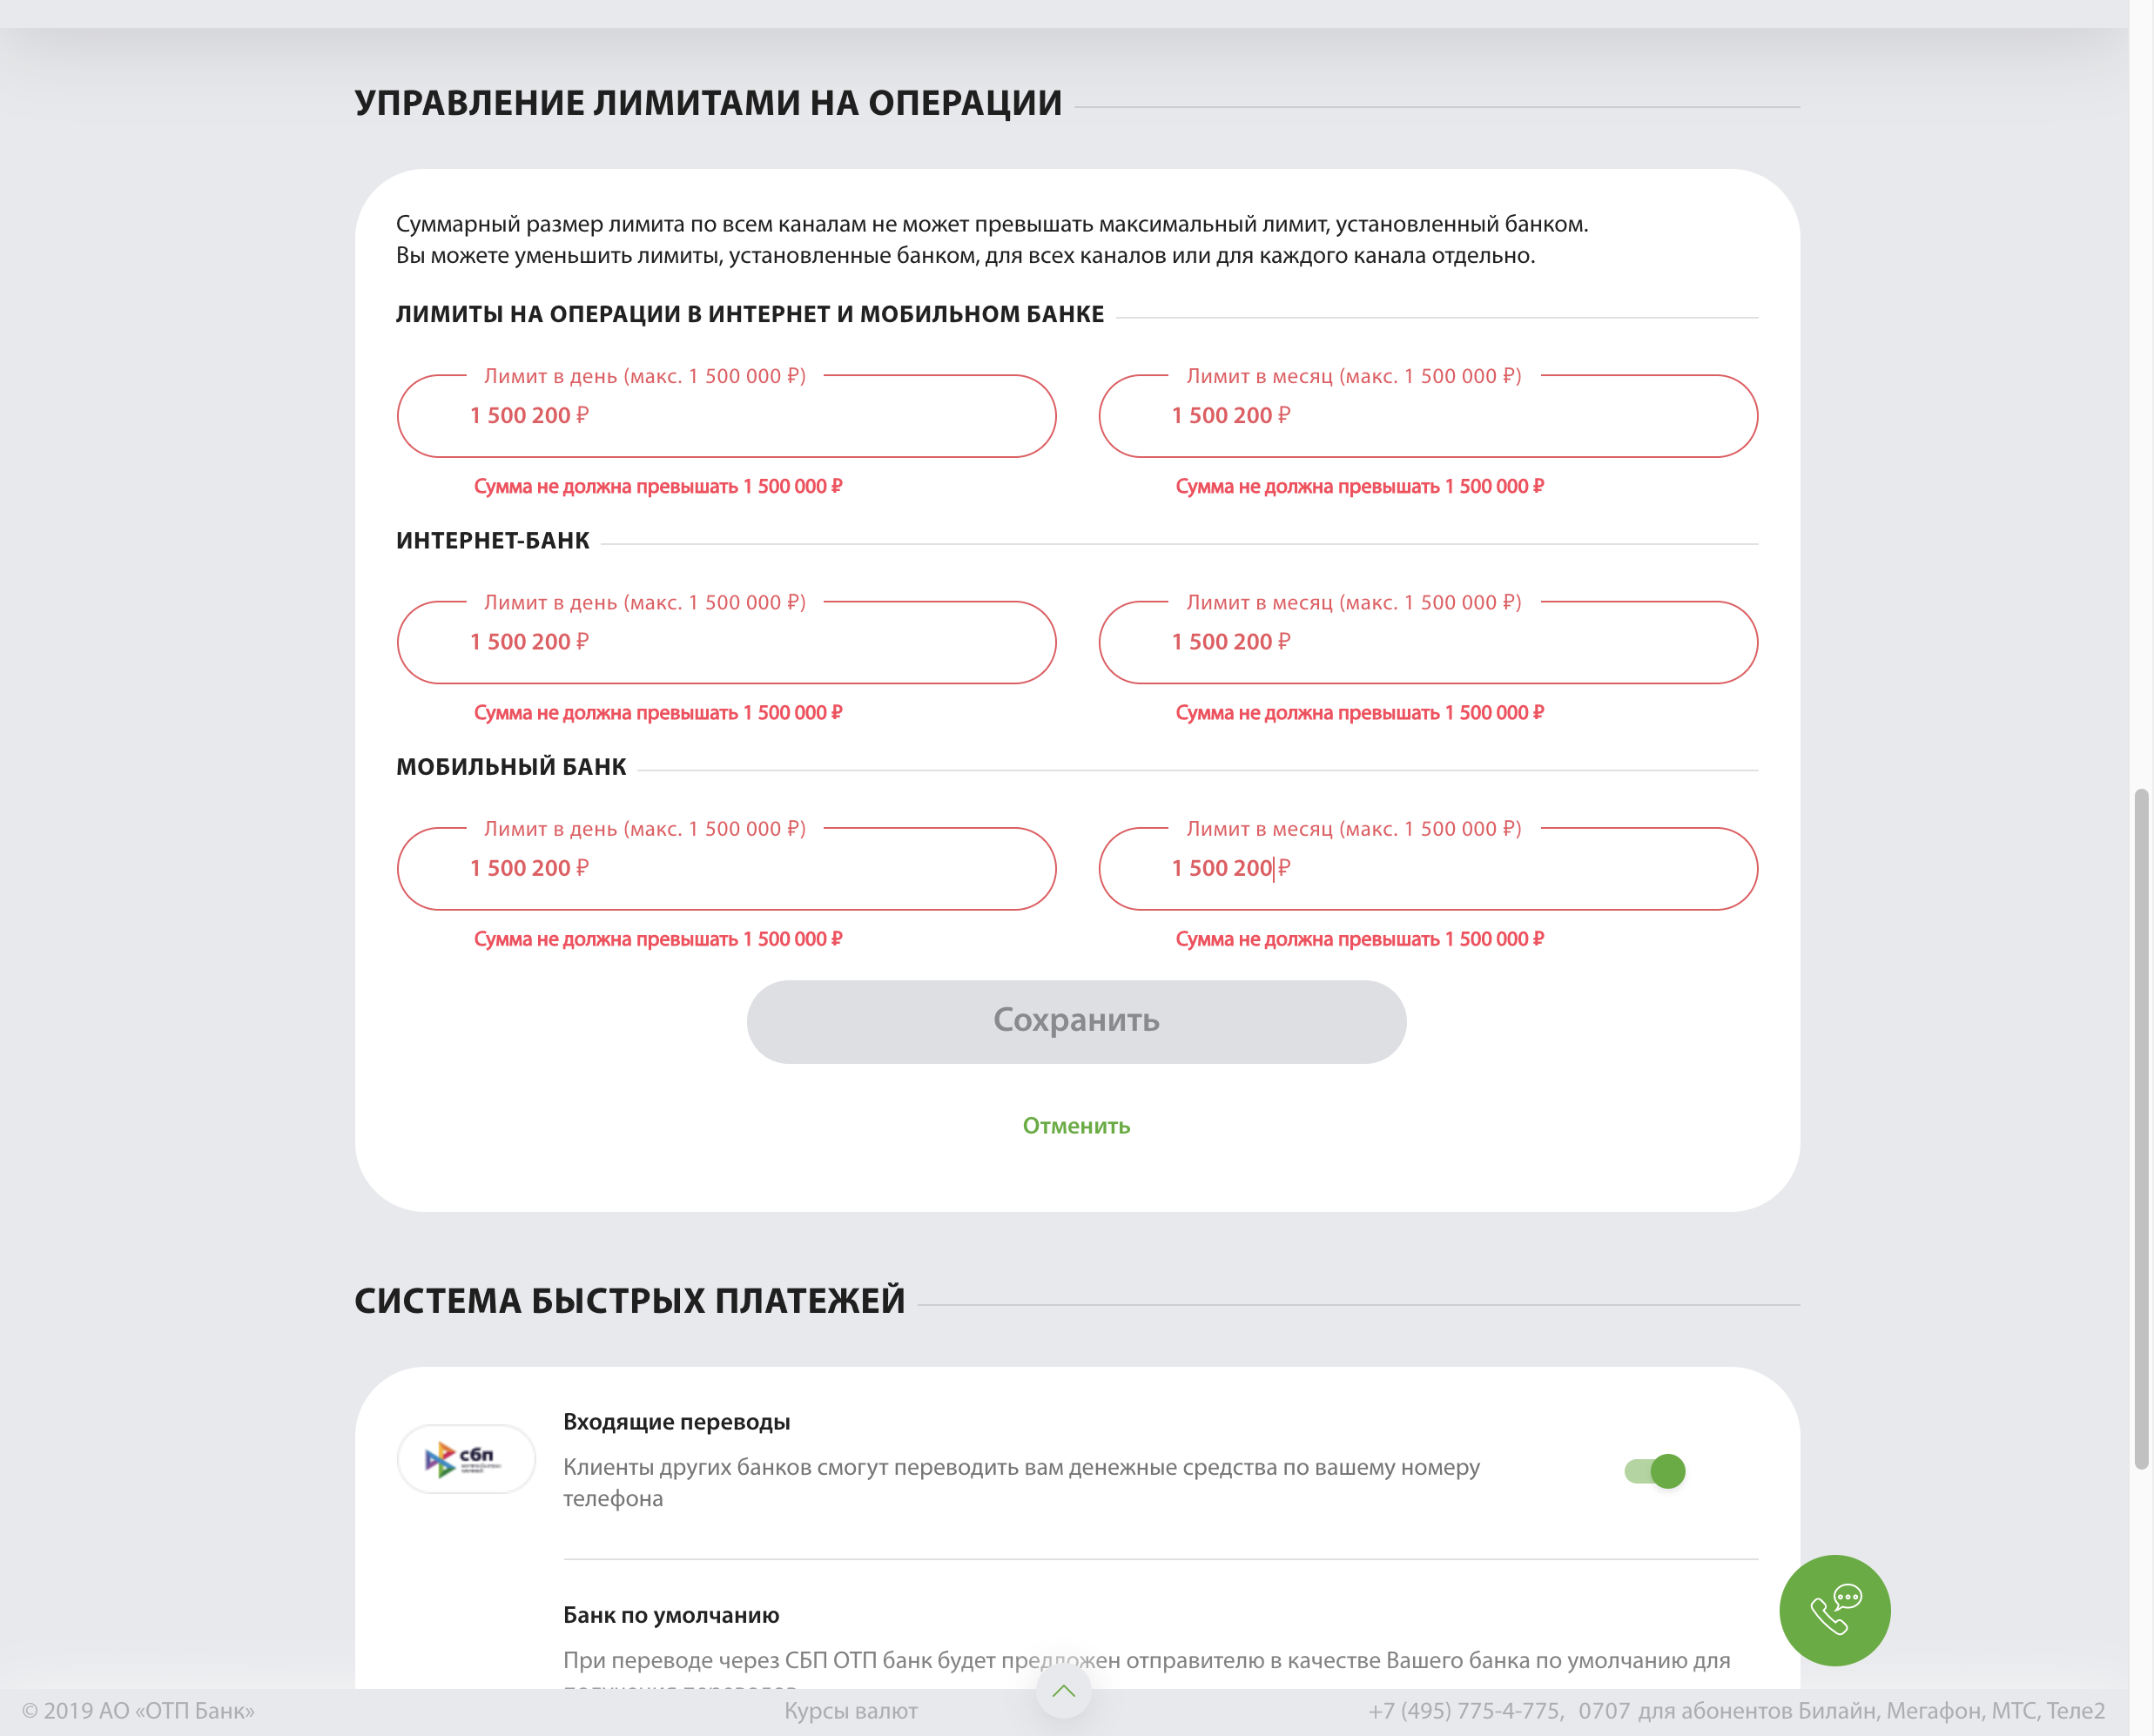 УПРАВЛЕНИЕ ЛИМИТАМИ НА ОПЕРАЦИИ
Суммарный размер лимита по всем каналам не может превышать максимальный лимит, установленный банком.
Вы можете уменьшить лимиты, установленные банком, для всех каналов или для каждого канала отдельно.
ЛИМИТЫ НА ОПЕРАЦИИ В ИНТЕРНЕТ И МОБИЛЬНОМ БАНКЕ
Лимит в день (макс. 1 500 000 ₽)
1 500 200 ₽
Сумма не должна превышать 1 500 000 ₽
Лимит в месяц (макс. 1 500 000 ₽)
1 500 200 ₽
Сумма не должна превышать 1 500 000 ₽
ИНТЕРНЕТ-БАНК
Лимит в день (макс. 1 500 000 ₽)
1 500 200 ₽
Сумма не должна превышать 1 500 000 ₽
Лимит в месяц (макс. 1 500 000 ₽)
1 500 200 ₽
Сумма не должна превышать 1 500 000 ₽
МОБИЛЬНЫЙ БАНК
Лимит в день (макс. 1 500 000 ₽)
1 500 200 ₽
Сумма не должна превышать 1 500 000 ₽
Лимит в месяц (макс. 1 500 000 ₽)
1 500 200 ₽
Сумма не должна превышать 1 500 000 ₽
Сохранить
Отменить
СИСТЕМА БЫСТРЫХ ПЛАТЕЖЕЙ
сбп
Входящие переводы
Клиенты других банков смогут переводить вам денежные средства по вашему номеру
телефона
Банк по умолчанию
При переводе через СБП ОТП банк будет предложен отправителю в качестве Вашего банка по умолчанию для
© 2019 АО «ОТП Банк»
Курсы валют
+7 (495) 775-4-775, 0707 для абонентов Билайн, Мегафон, МТС, Теле2